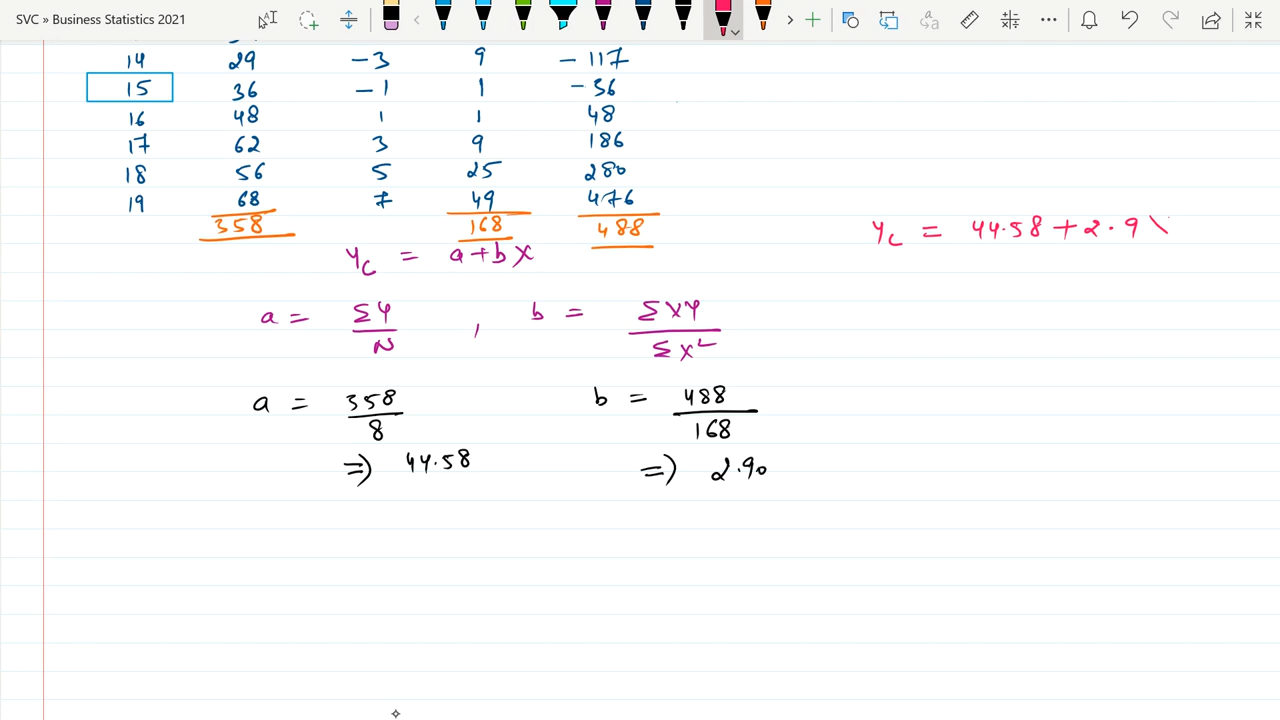 SVC » Business Statistics 2021
14 29 -3 9 -117
15 36 -1 1 -36
16 48 1 1 48
17 62 3 9 186
18 56 5 25 280
19 68 7 49 476
358 168 488
Yc = 44.58 + 2.9
Yc = a+bX
a = ΣY/N , b = ΣXY/ΣX²
a = 358/8 b = 488/168
=) 44.58 =) 2.90